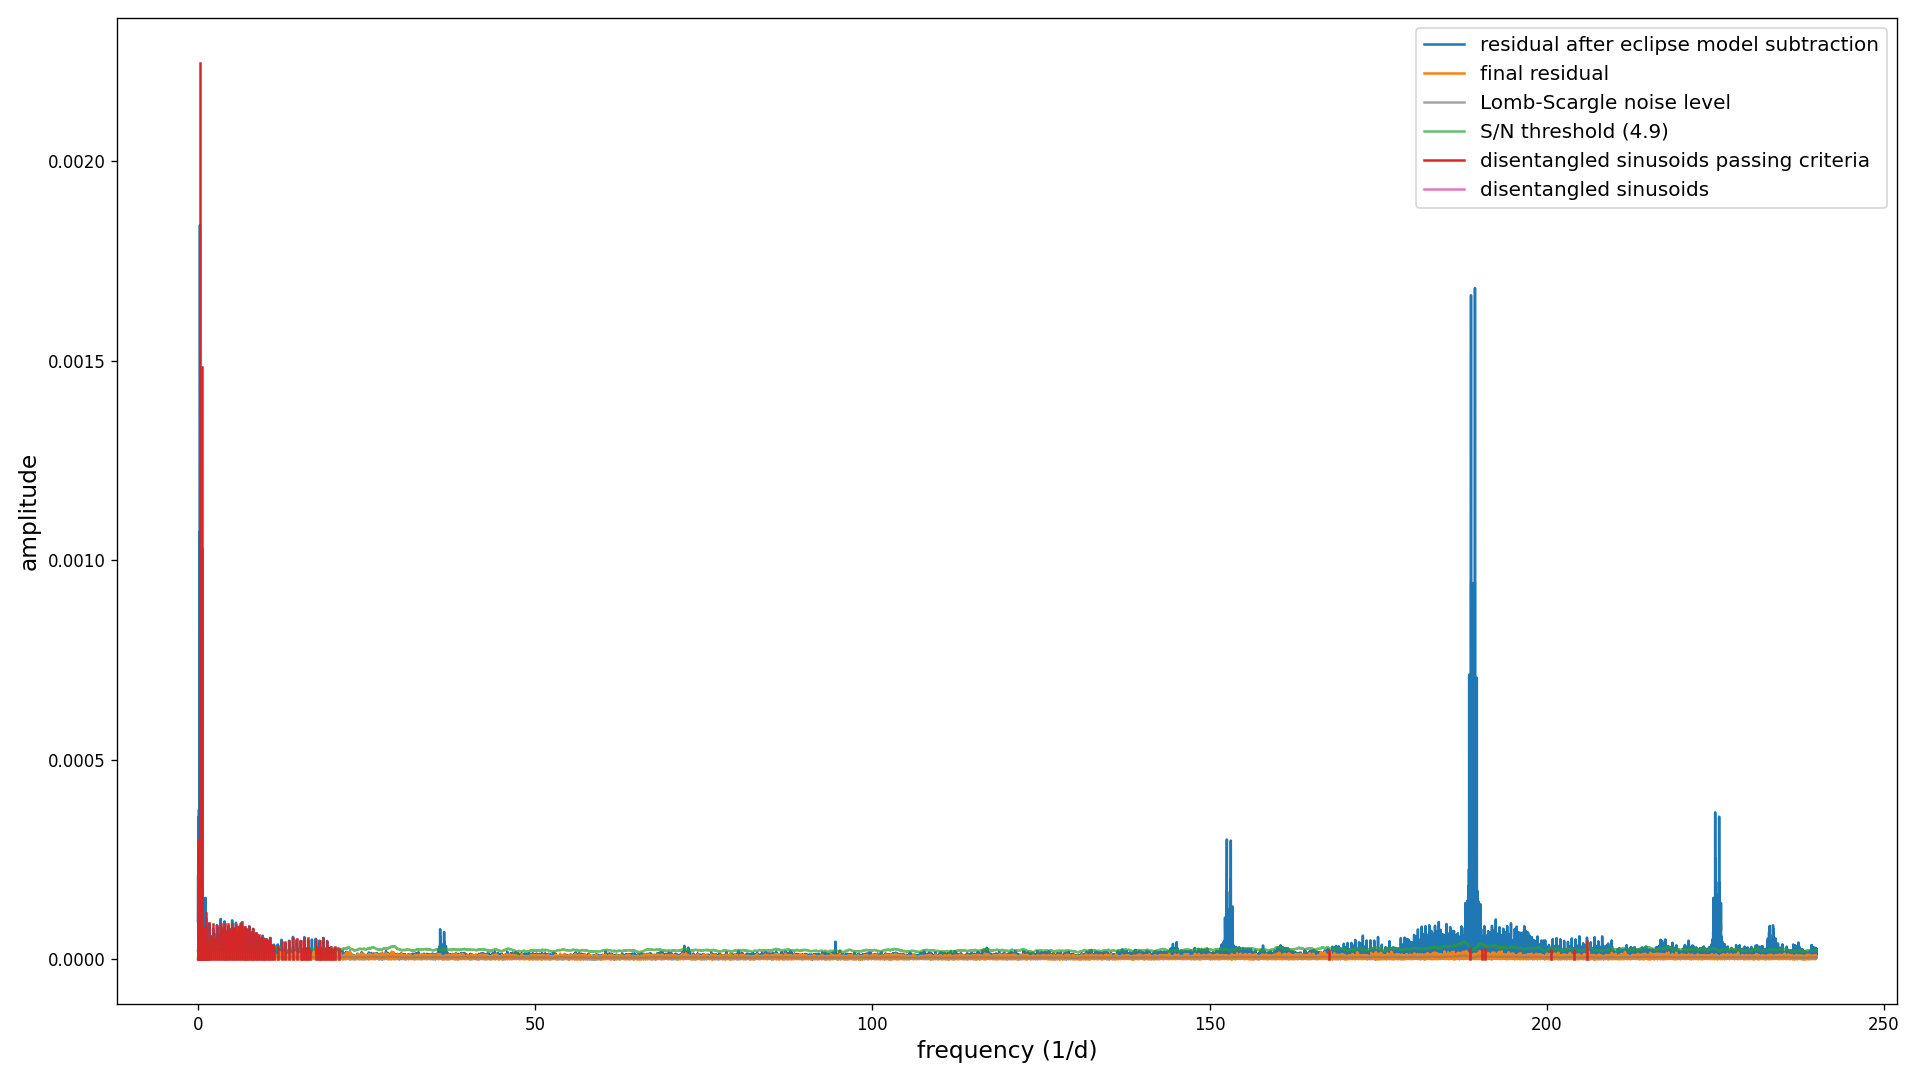 residual after eclipse model subtraction
final residual
Lomb-Scargle noise level
S/N threshold (4.9)
disentangled sinusoids passing criteria
disentangled sinusoids
amplitude
0.0020
0.0015
0.0010
0.0005
0.0000
0 50 100 150 200 250
frequency (1/d)